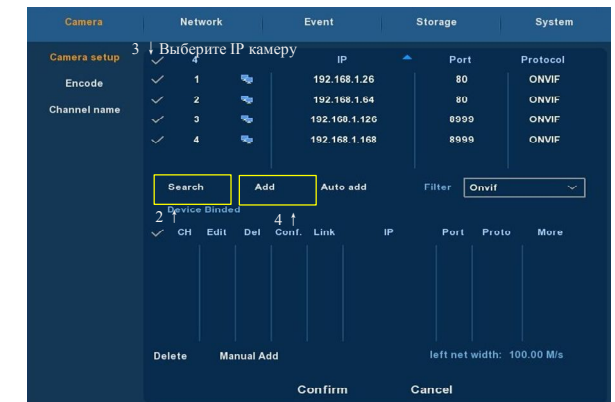 Camera Network Event Storage System
Camera setup
Encode
Channel name
3 ↓ Выберите IP камеру
4 IP Port Protocol
1 192.168.1.26 80 ONVIF
2 192.168.1.64 80 ONVIF
3 192.168.1.126 8999 ONVIF
4 192.168.1.168 8999 ONVIF
Search Add Auto add Filter Onvif
Device Binded
2 ↑ 4 ↑
CH Edit Del Conf. Link IP Port Proto More
Delete Manual Add left net width: 100.00 M/s
Confirm Cancel